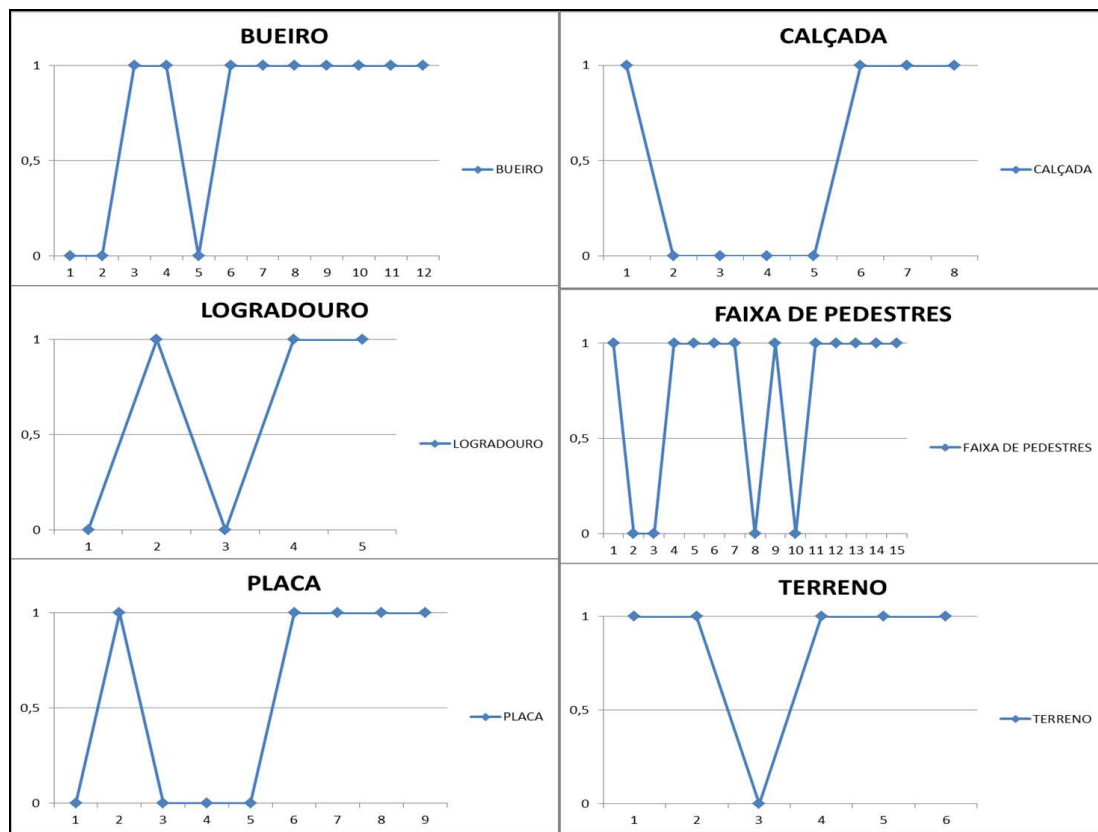 BUEIRO
1
0,5
0
1 2 3 4 5 6 7 8 9 10 11 12
BUEIRO
CALÇADA
1
0,5
0
1 2 3 4 5 6 7 8
CALÇADA
LOGRADOURO
1
0,5
0
1 2 3 4 5
LOGRADOURO
FAIXA DE PEDESTRES
1
0,5
0
1 2 3 4 5 6 7 8 9 10 11 12 13 14 15
FAIXA DE PEDESTRES
PLACA
1
0,5
0
1 2 3 4 5 6 7 8 9
PLACA
TERRENO
1
0,5
0
1 2 3 4 5 6
TERRENO